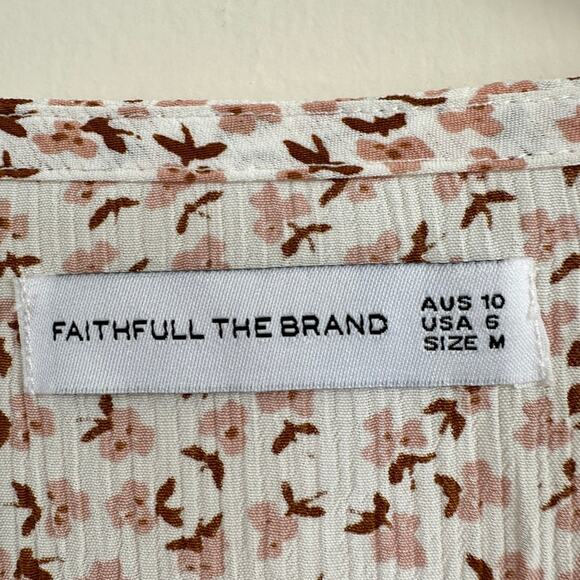 FAITHFULL THE BRAND
AUS 10
USA 6
SIZE M